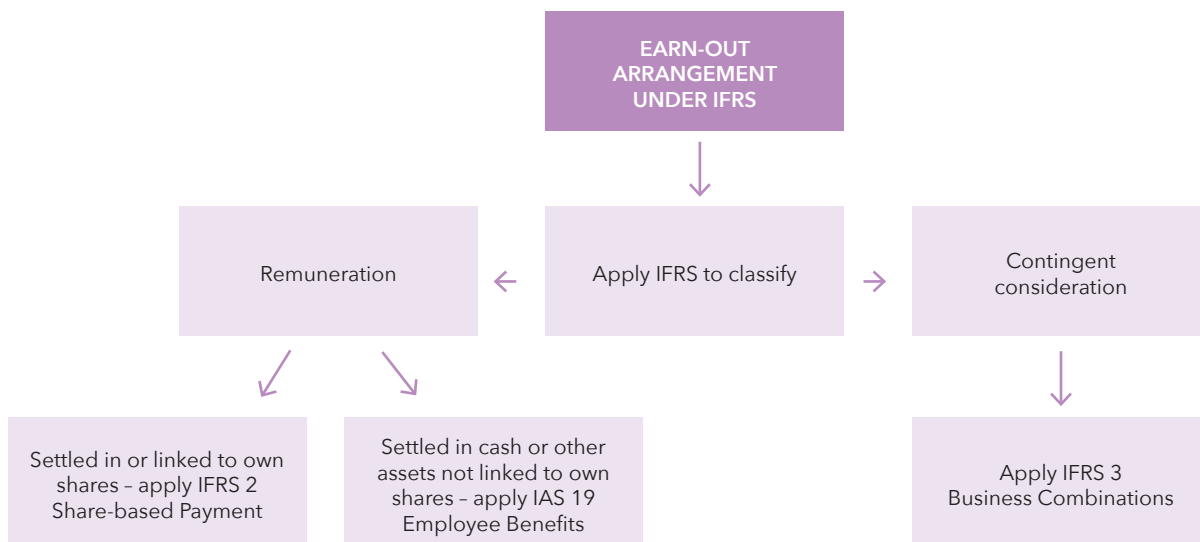 EARN-OUT
ARRANGEMENT
UNDER IFRS
Remuneration
Apply IFRS to classify
Contingent
consideration
Settled in or linked to own
shares – apply IFRS 2
Share-based Payment
Settled in cash or other
assets not linked to own
shares – apply IAS 19
Employee Benefits
Apply IFRS 3
Business Combinations